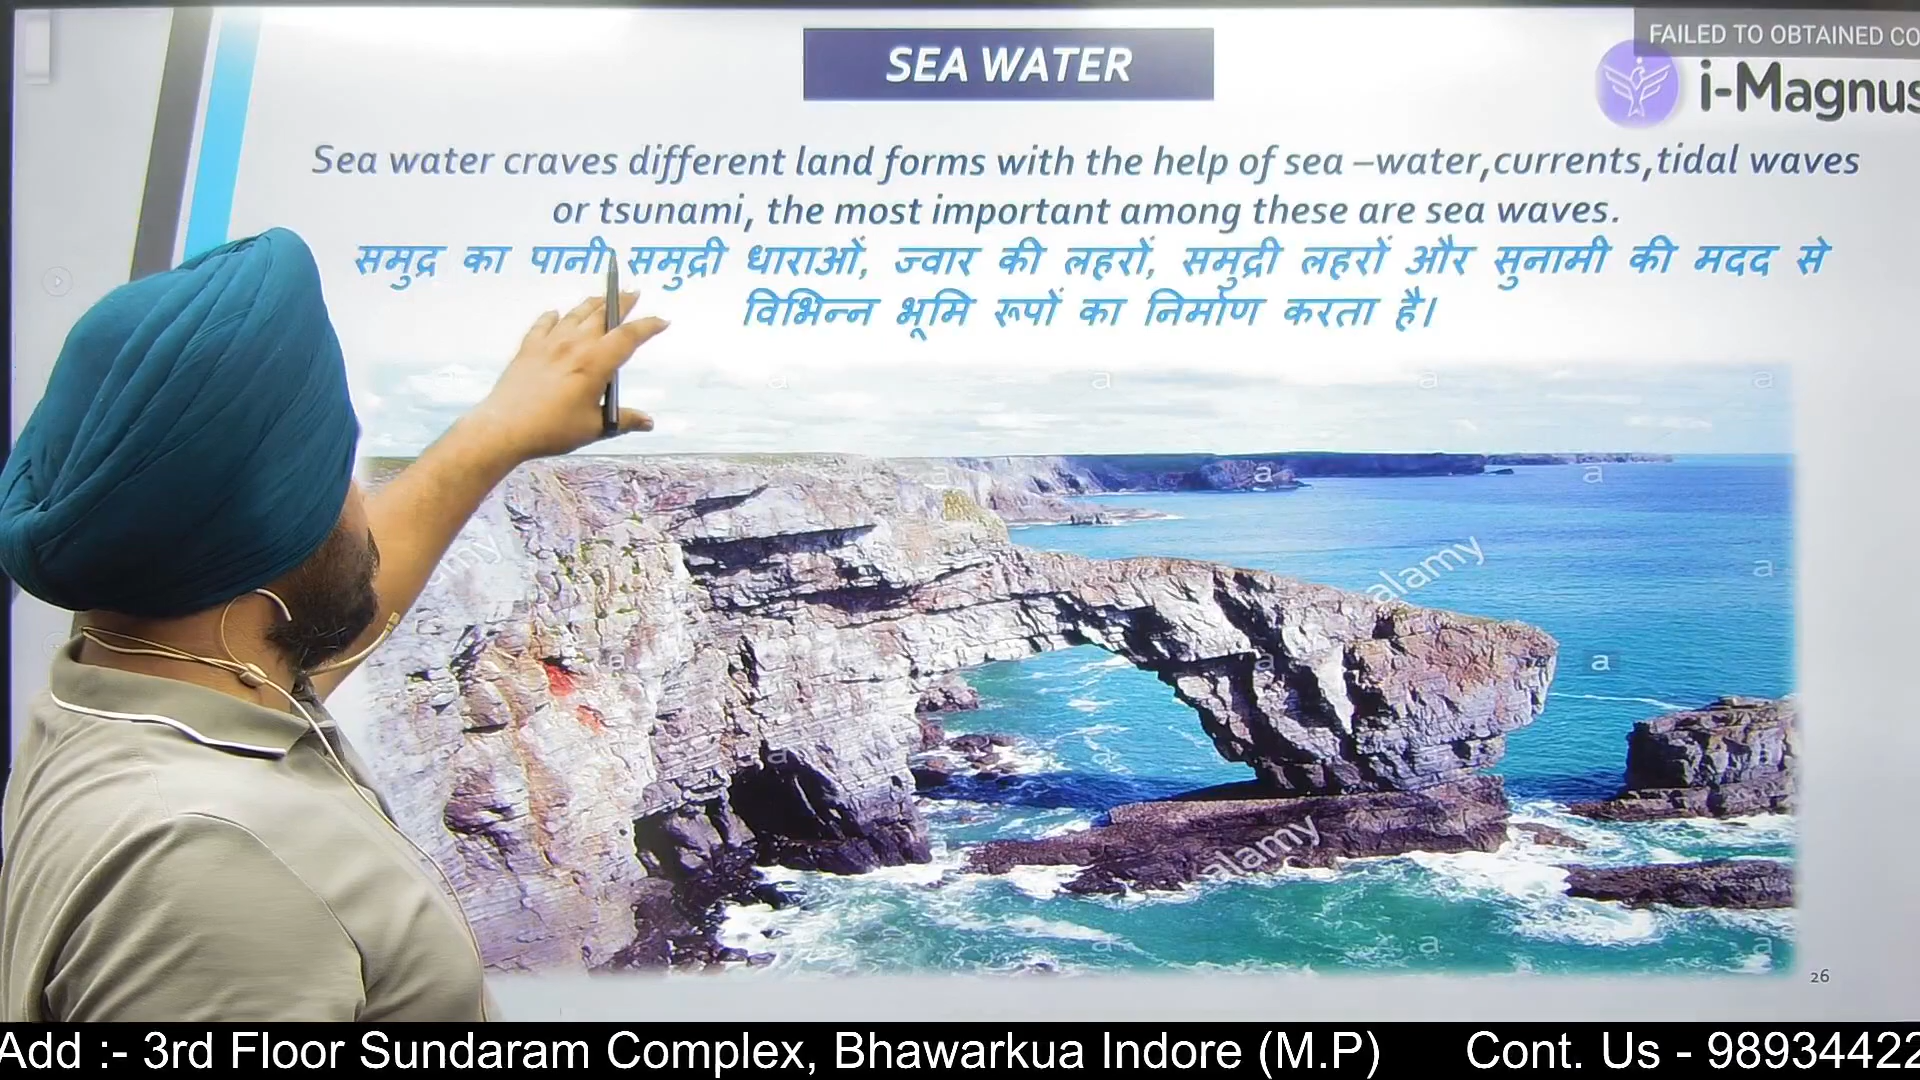 SEA WATER
FAILED TO OBTAINED CO
i-Magnus
Sea water craves different land forms with the help of sea –water,currents,tidal waves
or tsunami, the most important among these are sea waves.
समुद्र का पानी समुद्री धाराओं, ज्वार की लहरों, समुद्री लहरों और सुनामी की मदद से
विभिन्न भूमि रूपों का निर्माण करता है।
a a a a
a a a
alamy
a
a a a
alamy
a a a
26
Add :- 3rd Floor Sundaram Complex, Bhawarkua Indore (M.P) Cont. Us - 98934422